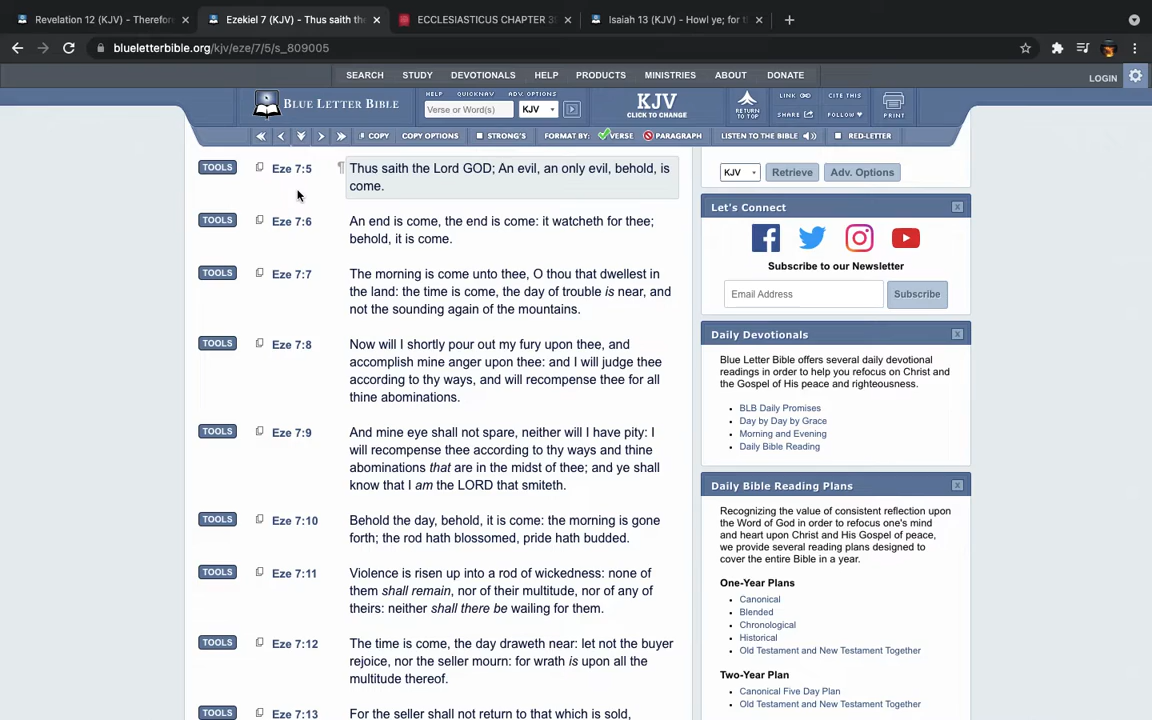 Revelation 12 (KJV) - Therefore
Ezekiel 7 (KJV) - Thus saith the
ECCLESIASTICUS CHAPTER 35
Isaiah 13 (KJV) - Howl ye; for t
blueletterbible.org/kjv/eze/7/5/s_809005
SEARCH STUDY DEVOTIONALS HELP PRODUCTS MINISTRIES ABOUT DONATE
LOGIN
BLUE LETTER BIBLE
HELP QUICKNAV ADV. OPTIONS
Verse or Word(s) KJV
KJV
CLICK TO CHANGE
RETURN
TO TOP
LINK CITE THIS
SHARE FOLLOW
PRINT
COPY COPY OPTIONS STRONG'S FORMAT BY: VERSE PARAGRAPH LISTEN TO THE BIBLE RED-LETTER
TOOLS Eze 7:5 ¶ Thus saith the Lord GOD; An evil, an only evil, behold, is
come.
TOOLS Eze 7:6 An end is come, the end is come: it watcheth for thee;
behold, it is come.
TOOLS Eze 7:7 The morning is come unto thee, O thou that dwellest in
the land: the time is come, the day of trouble is near, and
not the sounding again of the mountains.
TOOLS Eze 7:8 Now will I shortly pour out my fury upon thee, and
accomplish mine anger upon thee: and I will judge thee
according to thy ways, and will recompense thee for all
thine abominations.
TOOLS Eze 7:9 And mine eye shall not spare, neither will I have pity: I
will recompense thee according to thy ways and thine
abominations that are in the midst of thee; and ye shall
know that I am the LORD that smiteth.
TOOLS Eze 7:10 Behold the day, behold, it is come: the morning is gone
forth; the rod hath blossomed, pride hath budded.
TOOLS Eze 7:11 Violence is risen up into a rod of wickedness: none of
them shall remain, nor of their multitude, nor of any of
theirs: neither shall there be wailing for them.
TOOLS Eze 7:12 The time is come, the day draweth near: let not the buyer
rejoice, nor the seller mourn: for wrath is upon all the
multitude thereof.
TOOLS Eze 7:13 For the seller shall not return to that which is sold,
KJV Retrieve Adv. Options
Let's Connect
Subscribe to our Newsletter
Email Address Subscribe
Daily Devotionals
Blue Letter Bible offers several daily devotional
readings in order to help you refocus on Christ and
the Gospel of His peace and righteousness.
BLB Daily Promises
Day by Day by Grace
Morning and Evening
Daily Bible Reading
Daily Bible Reading Plans
Recognizing the value of consistent reflection upon
the Word of God in order to refocus one's mind
and heart upon Christ and His Gospel of peace,
we provide several reading plans designed to
cover the entire Bible in a year.
One-Year Plans
Canonical
Blended
Chronological
Historical
Old Testament and New Testament Together
Two-Year Plan
Canonical Five Day Plan
Old Testament and New Testament Together